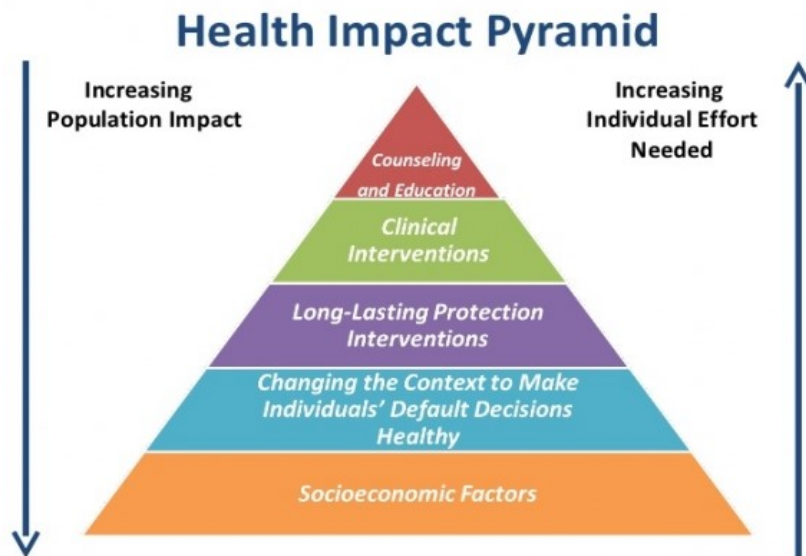 Health Impact Pyramid
Increasing
Population Impact
Increasing
Individual Effort
Needed
Counseling
and Education
Clinical
Interventions
Long-Lasting Protection
Interventions
Changing the Context to Make
Individuals’ Default Decisions
Healthy
Socioeconomic Factors